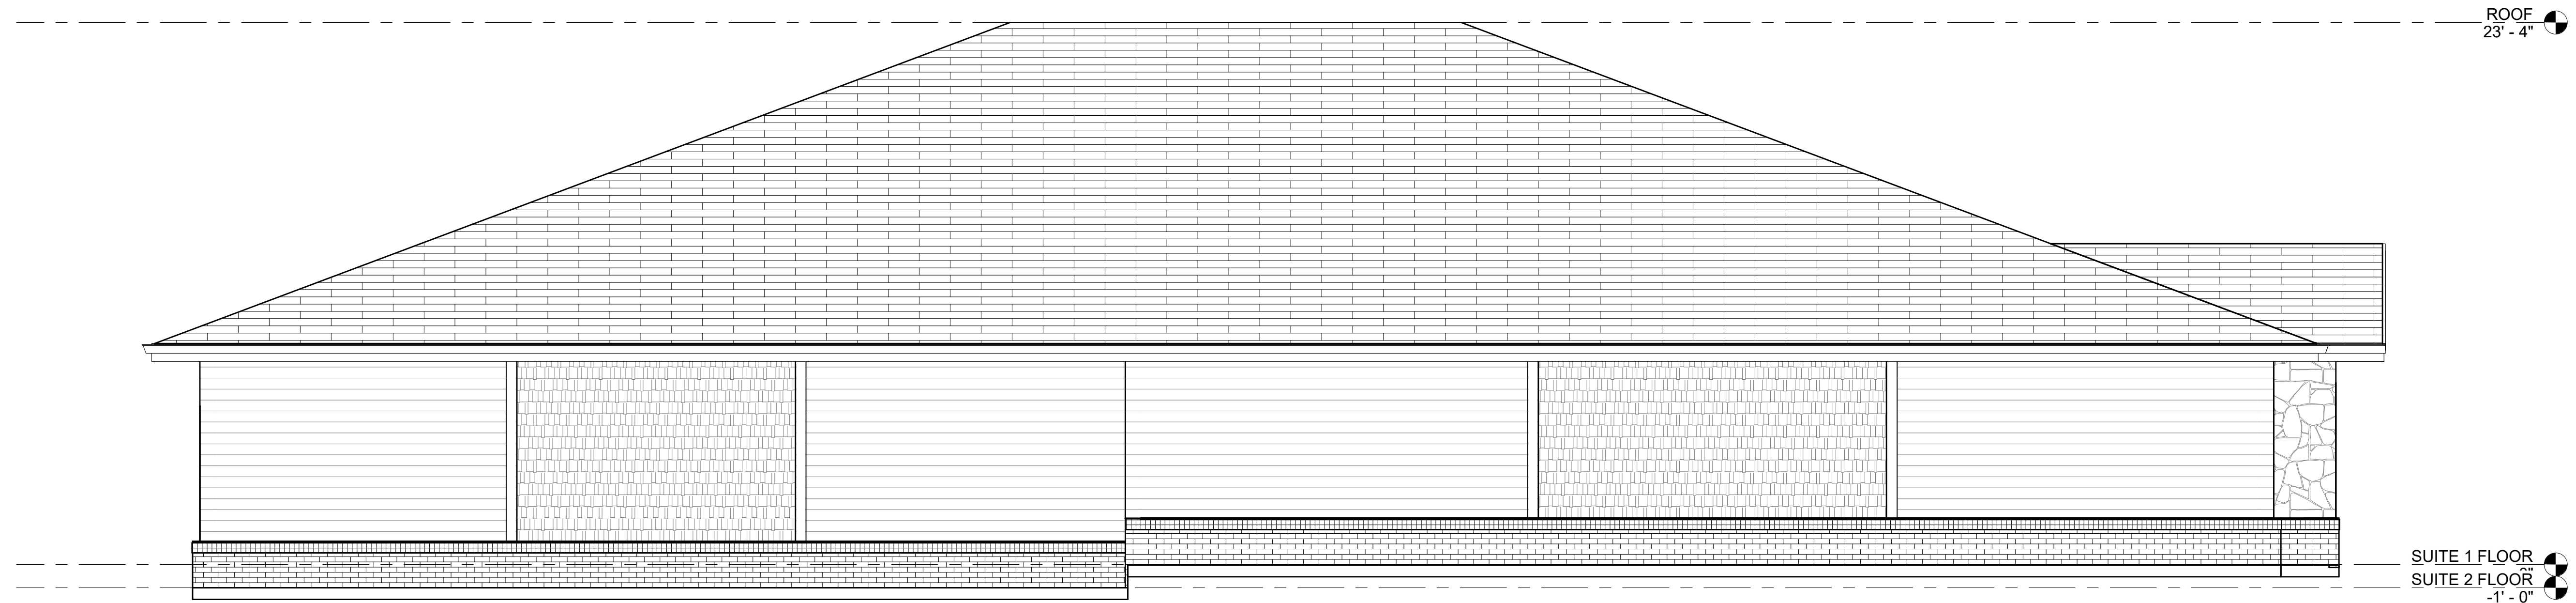 ROOF
23' - 4"
SUITE 1 FLOOR
SUITE 2 FLOOR
-1' - 0"